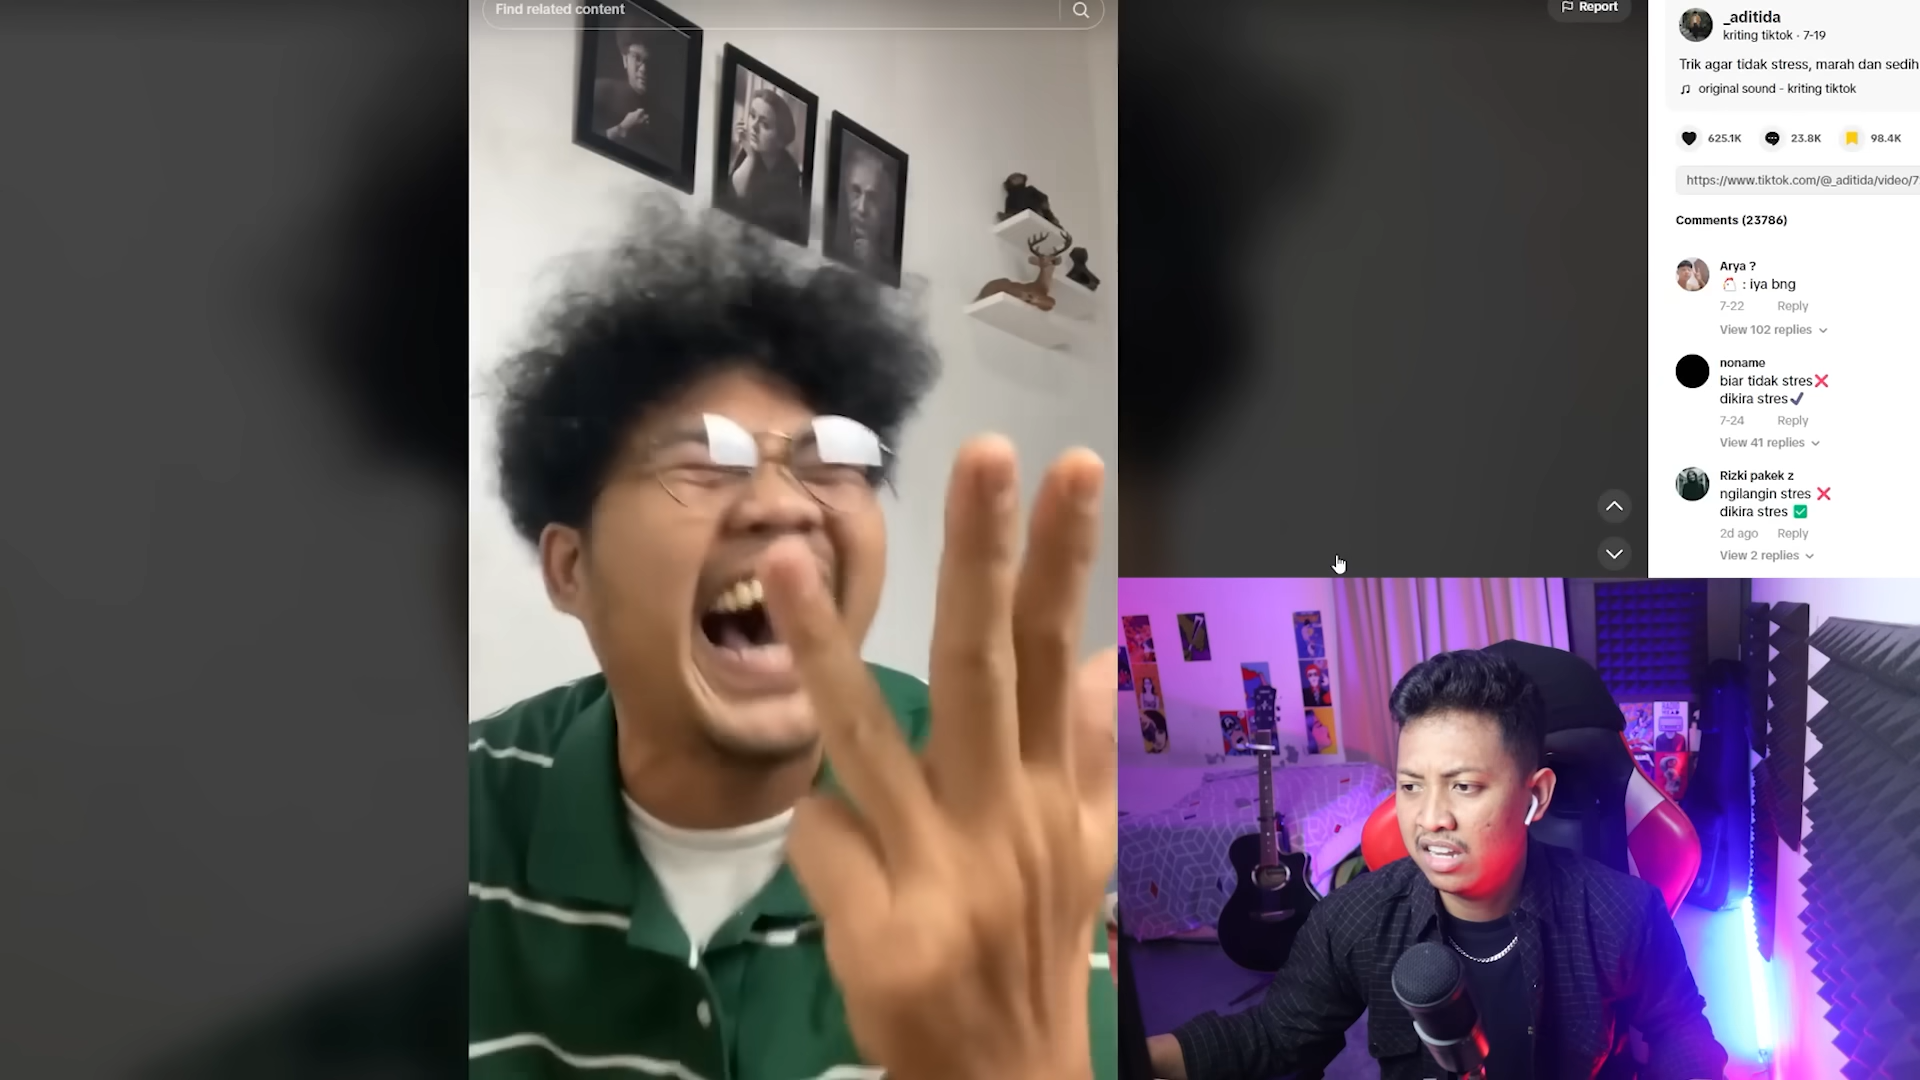 Find related content
Report
_aditida
kriting tiktok · 7-19
Trik agar tidak stress, marah dan sedih
original sound - kriting tiktok
625.1K
23.8K
98.4K
https://www.tiktok.com/@_aditida/video/7
Comments (23786)
Arya ?
🐔 : iya bng
7-22 Reply
View 102 replies
noname
biar tidak stres❌
dikira stres✔
7-24 Reply
View 41 replies
Rizki pakek z
ngilangin stres ❌
dikira stres ✅
2d ago Reply
View 2 replies